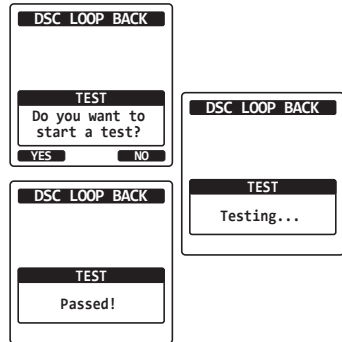 DSC LOOP BACK
TEST
Do you want to
start a test?
YES NO
DSC LOOP BACK
TEST
Testing...
DSC LOOP BACK
TEST
Passed!